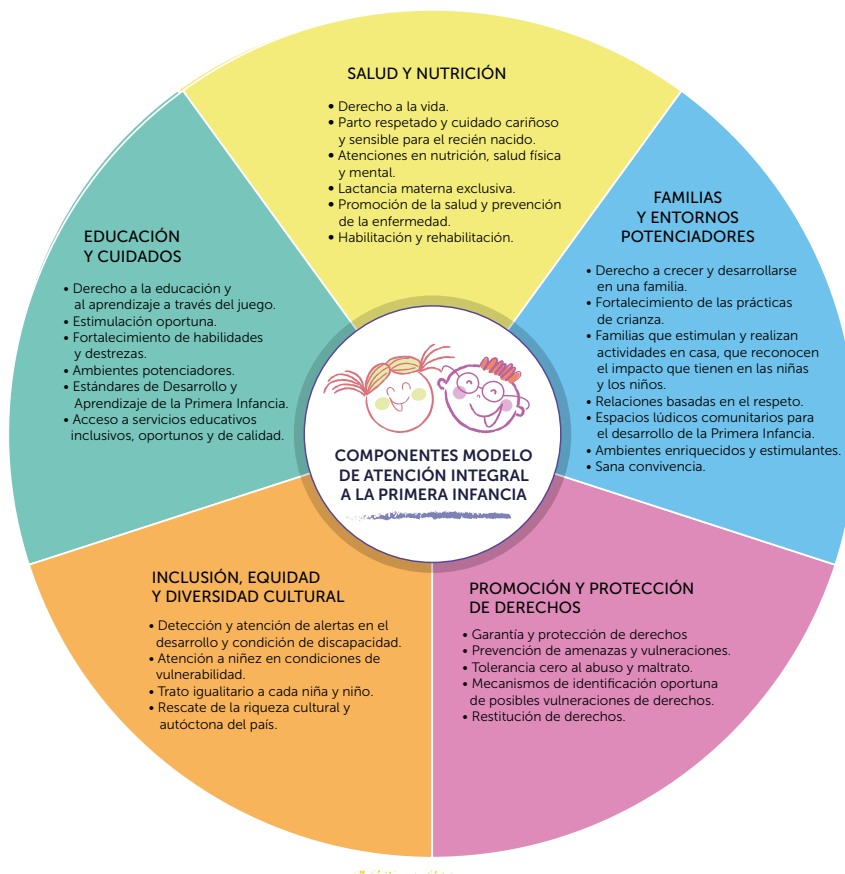 SALUD Y NUTRICIÓN
• Derecho a la vida.
• Parto respetado y cuidado cariñoso
y sensible para el recién nacido.
• Atenciones en nutrición, salud física
y mental.
• Lactancia materna exclusiva.
• Promoción de la salud y prevención
de la enfermedad.
• Habilitación y rehabilitación.
FAMILIAS
Y ENTORNOS
POTENCIADORES
• Derecho a crecer y desarrollarse
en una familia.
• Fortalecimiento de las prácticas
de crianza.
• Familias que estimulan y realizan
actividades en casa, que reconocen
el impacto que tienen en las niñas
y los niños.
• Relaciones basadas en el respeto.
• Espacios lúdicos comunitarios para
el desarrollo de la Primera Infancia.
• Ambientes enriquecidos y estimulantes.
• Sana convivencia.
PROMOCIÓN Y PROTECCIÓN
DE DERECHOS
• Garantía y protección de derechos
• Prevención de amenazas y vulneraciones.
• Tolerancia cero al abuso y maltrato.
• Mecanismos de identificación oportuna
de posibles vulneraciones de derechos.
• Restitución de derechos.
INCLUSIÓN, EQUIDAD
Y DIVERSIDAD CULTURAL
• Detección y atención de alertas en el
desarrollo y condición de discapacidad.
• Atención a niñez en condiciones de
vulnerabilidad.
• Trato igualitario a cada niña y niño.
• Rescate de la riqueza cultural y
autóctona del país.
EDUCACIÓN
Y CUIDADOS
• Derecho a la educación y
al aprendizaje a través del juego.
• Estimulación oportuna.
• Fortalecimiento de habilidades
y destrezas.
• Ambientes potenciadores.
• Estándares de Desarrollo y
Aprendizaje de la Primera Infancia.
• Acceso a servicios educativos
inclusivos, oportunos y de calidad.
COMPONENTES MODELO
DE ATENCIÓN INTEGRAL
A LA PRIMERA INFANCIA